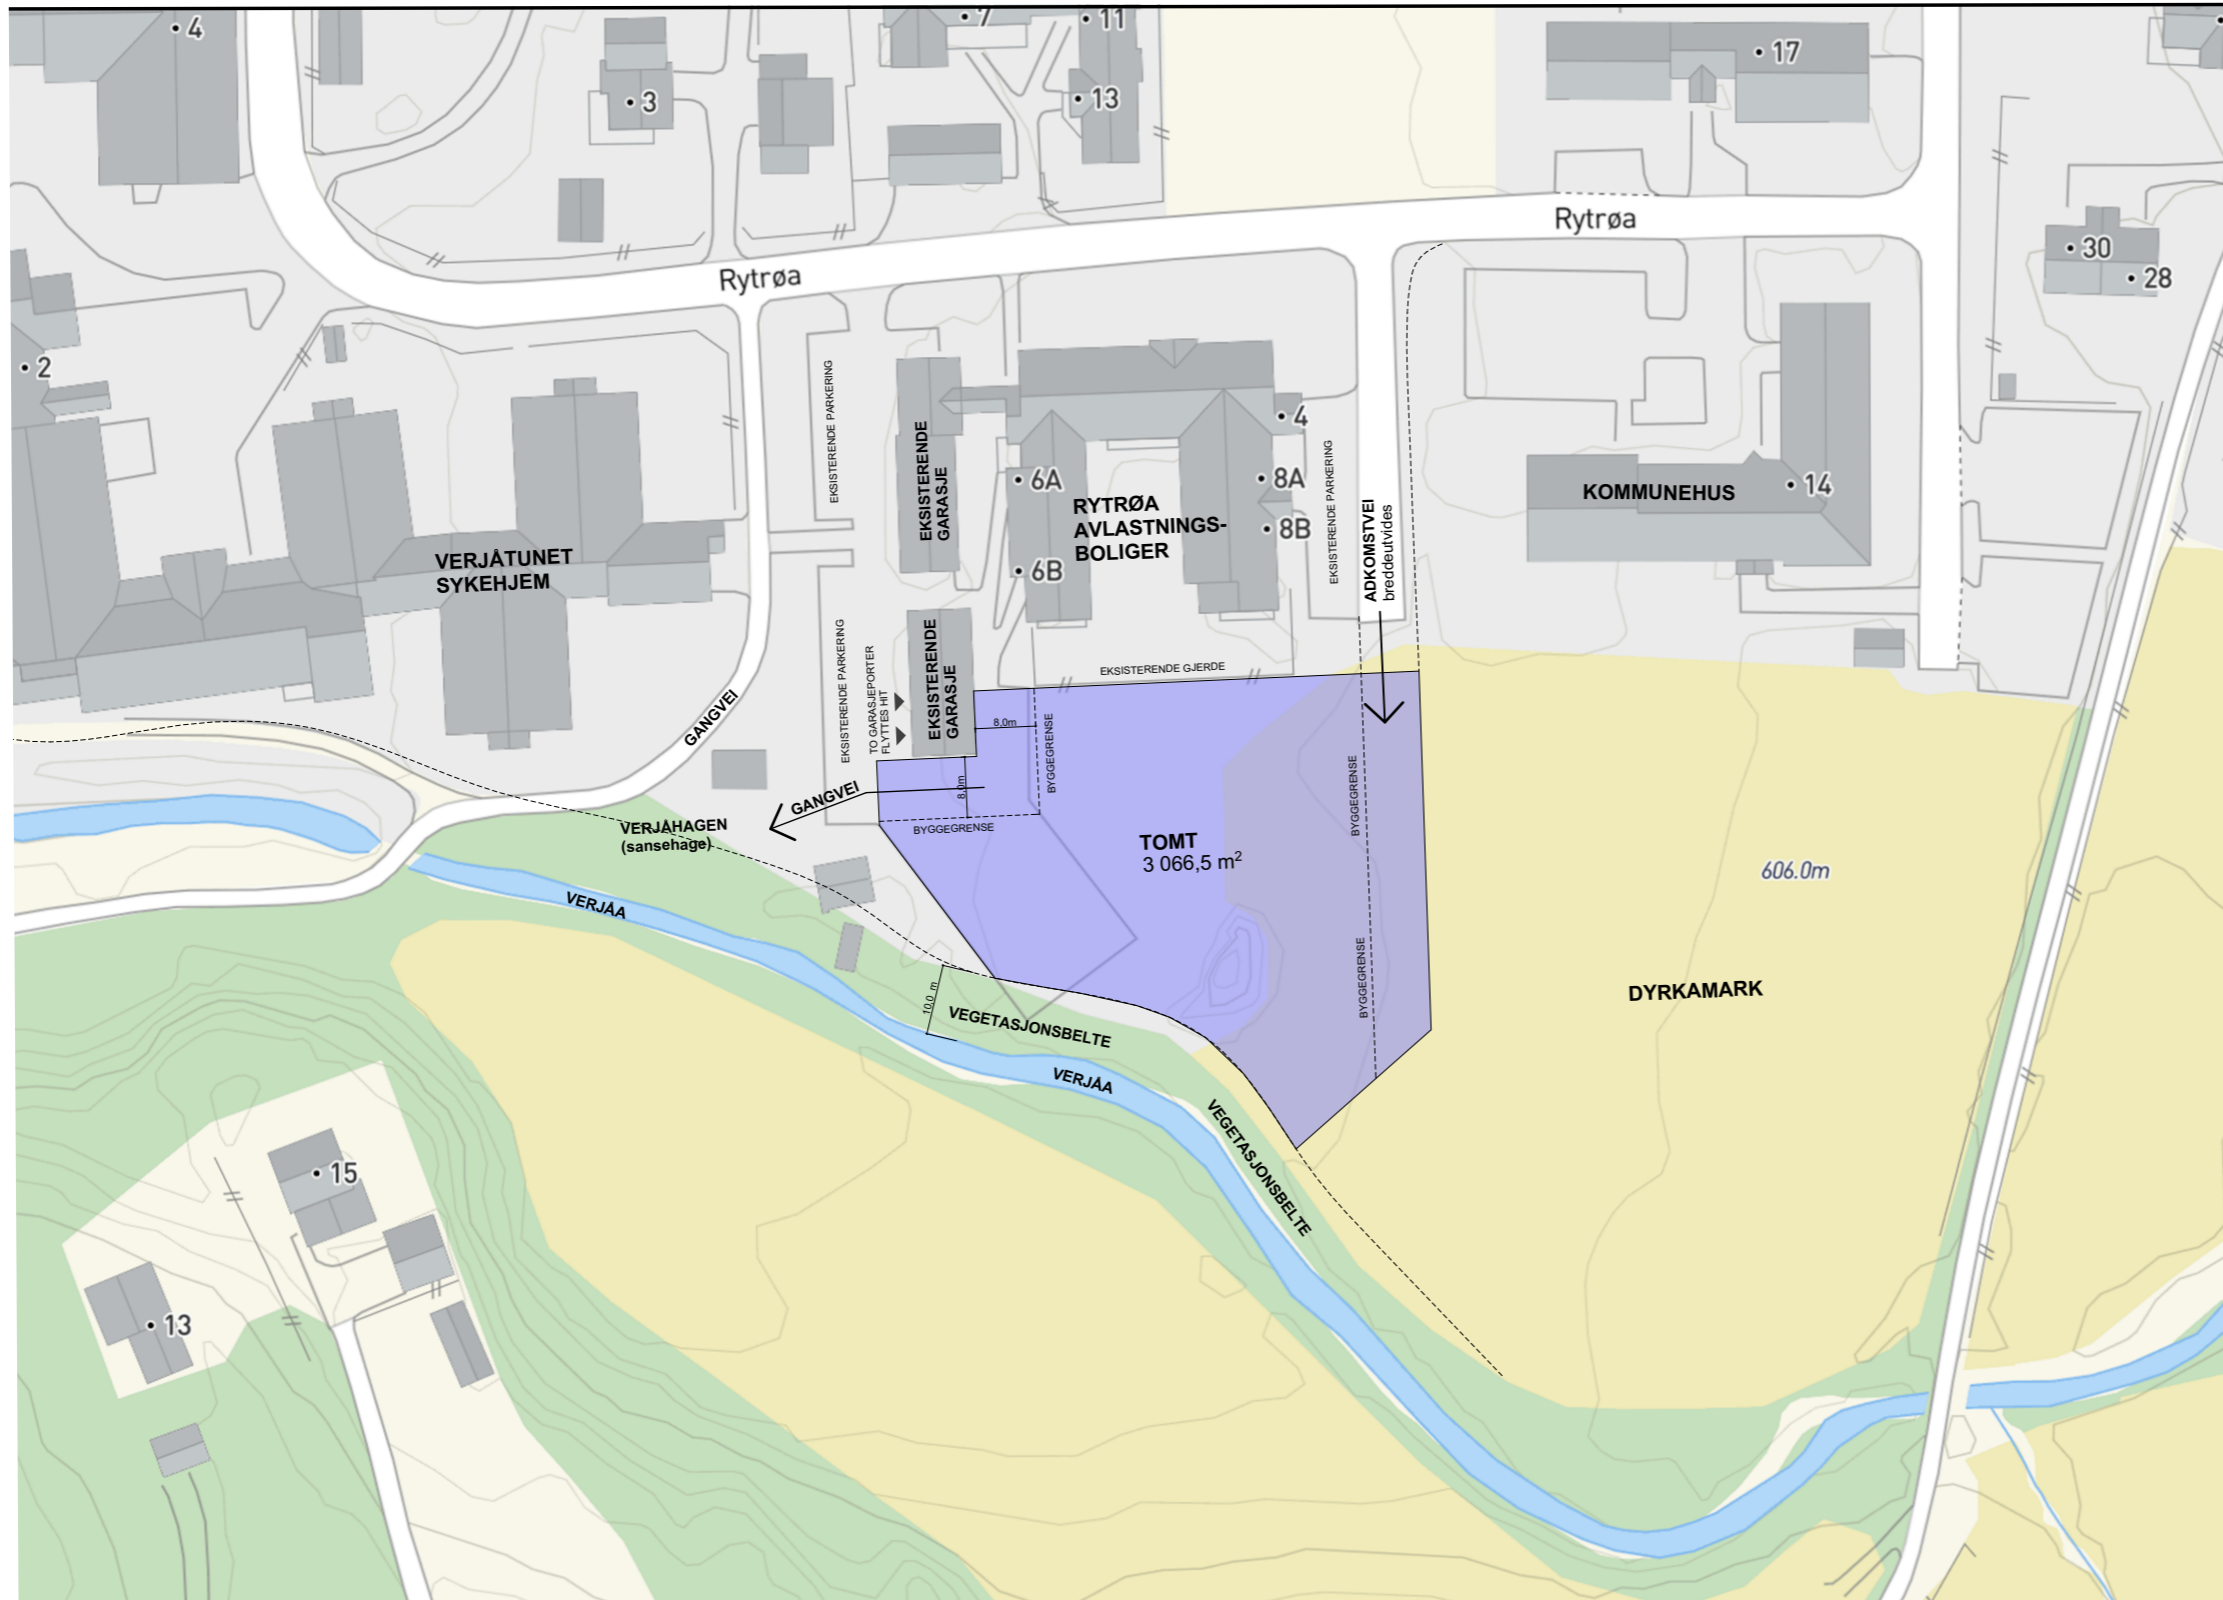 4
7
11
17
3
13
Rytrøa
30
28
Rytrøa
2
EKSISTERENDE PARKERING
EKSISTERENDE
GARASJE
4
6A
8A
RYTRØA
AVLASTNINGS-
BOLIGER
8B
6B
EKSISTERENDE PARKERING
ADKOMSTVEI
breddeutvides
KOMMUNEHUS
14
VERJÅTUNET
SYKEHJEM
EKSISTERENDE PARKERING
TO GARASJEPORTER
FLYTTES HIT
EKSISTERENDE
GARASJE
EKSISTERENDE GJERDE
GANGVEI
8,0m
BYGGEGRENSE
8,0m
GANGVEI
BYGGEGRENSE
BYGGEGRENSE
VERJÅHAGEN
(sansehage)
TOMT
3 066,5 m²
606.0m
VERJÅA
BYGGEGRENSE
DYRKAMARK
10,0 m
VEGETASJONSBELTE
VERJÅA
VEGETASJONSBELTE
15
13